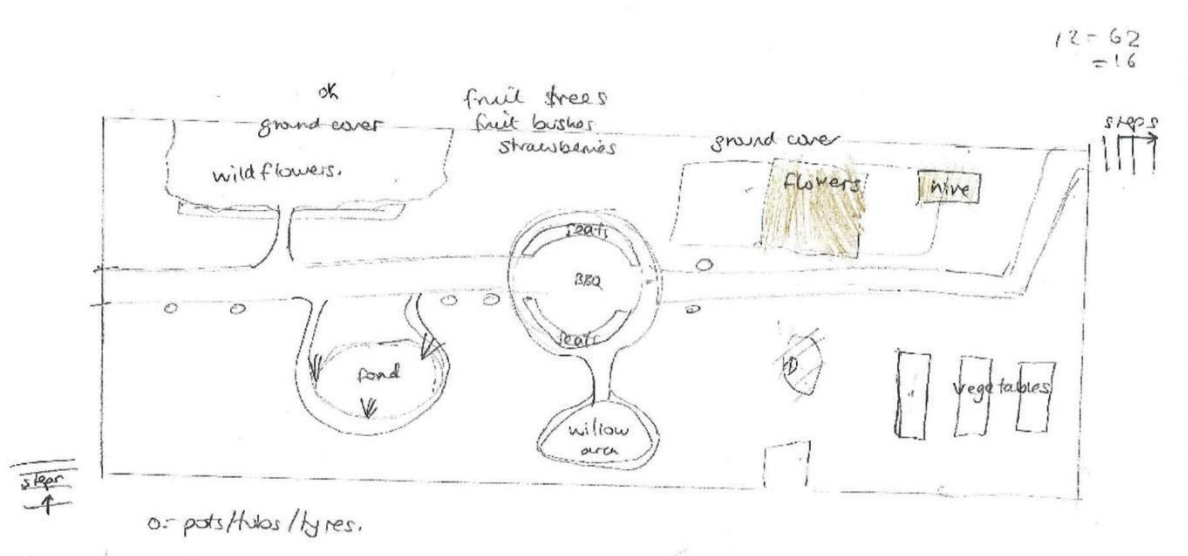 12 = 62
= 16
ok
fruit trees
fruit bushes
strawberries
ground cover
ground cover
steps
wildflowers.
flowers
hive
seats
BBQ
seats
Pond
vegetables
willow
arch
steps
o = pots/tubs/tyres.